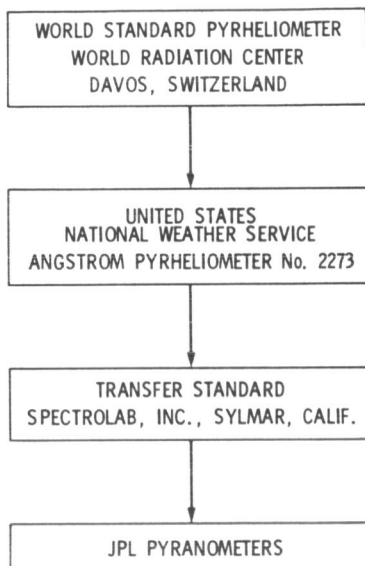 WORLD STANDARD PYRHELIOMETER
WORLD RADIATION CENTER
DAVOS, SWITZERLAND
UNITED STATES
NATIONAL WEATHER SERVICE
ANGSTROM PYRHELIOMETER No. 2273
TRANSFER STANDARD
SPECTROLAB, INC., SYLMAR, CALIF.
JPL PYRANOMETERS